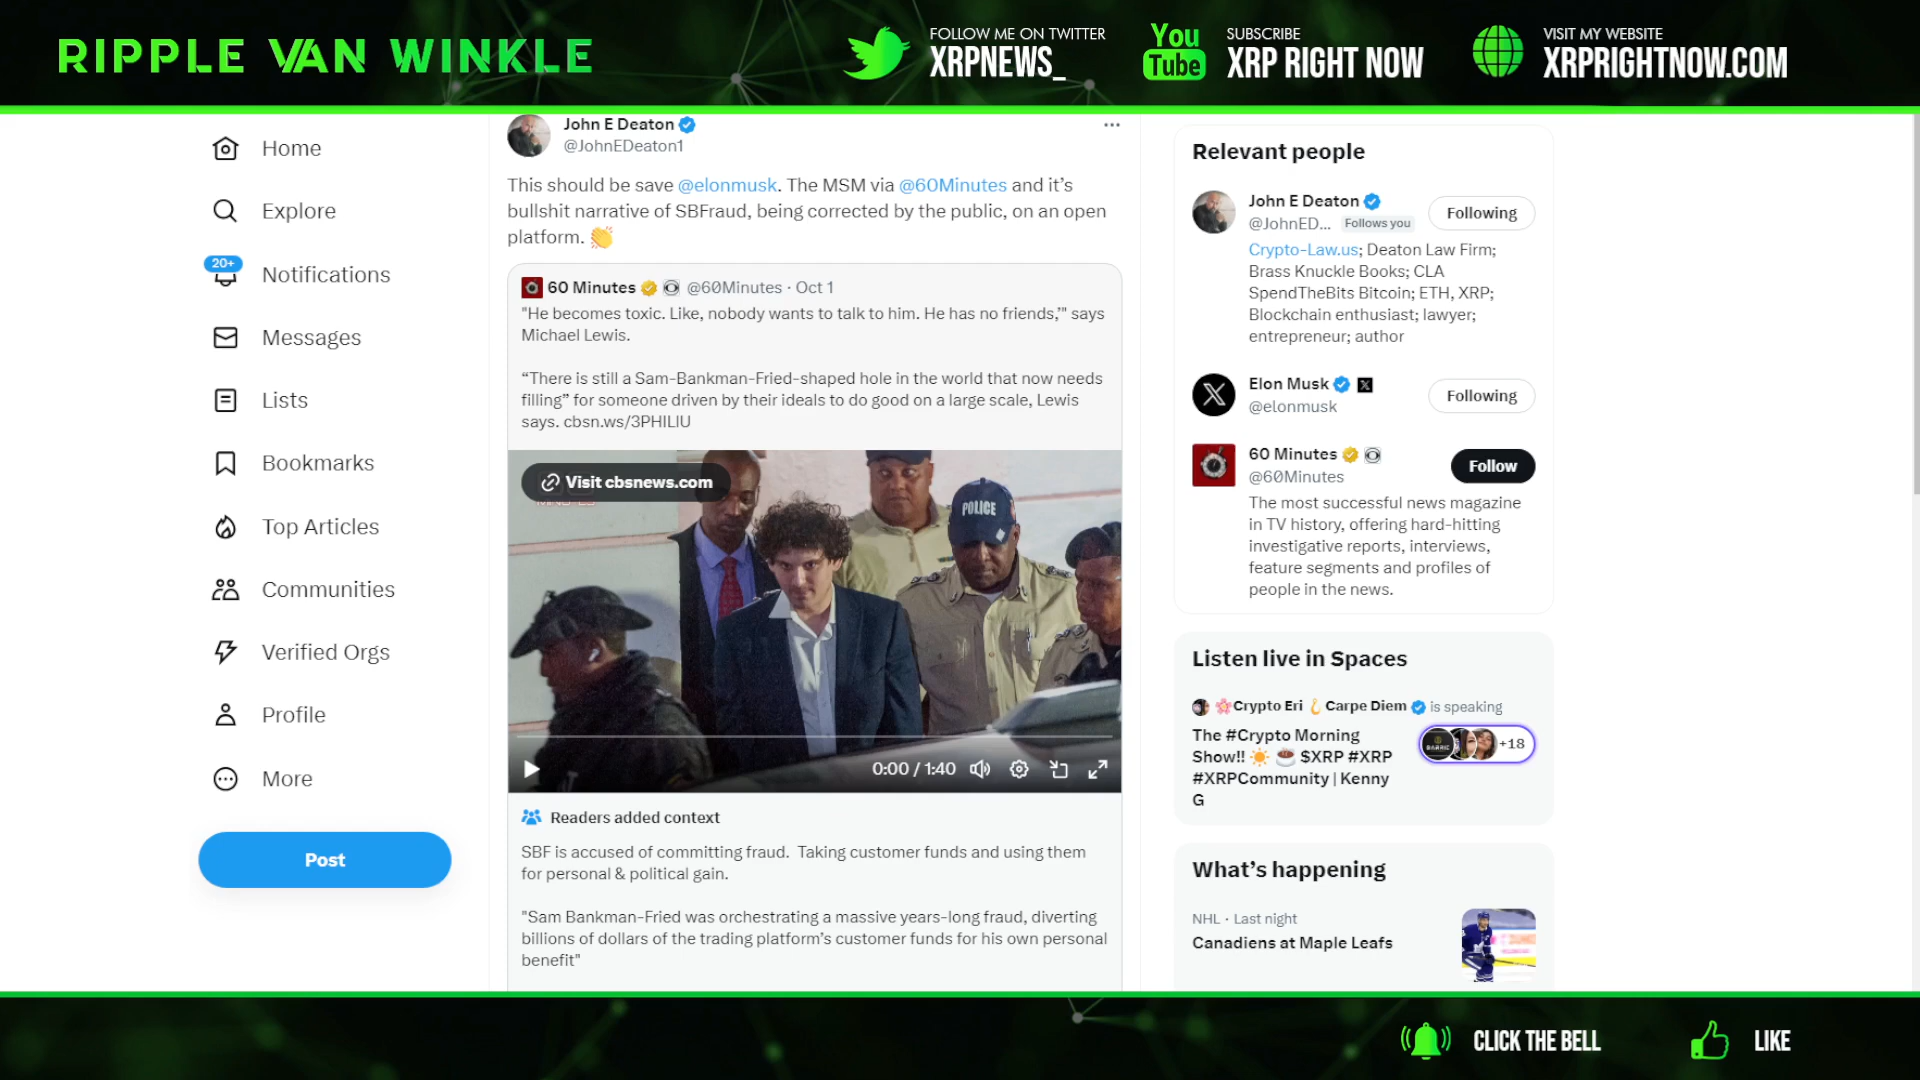 RIPPLE VAN WINKLE
FOLLOW ME ON TWITTER
XRPNEWS_
You
Tube
SUBSCRIBE
XRP RIGHT NOW
VISIT MY WEBSITE
XRPRIGHTNOW.COM
Home
Explore
20+
Notifications
Messages
Lists
Bookmarks
Top Articles
Communities
Verified Orgs
Profile
More
Post
John E Deaton
@JohnEDeaton1
This should be save @elonmusk. The MSM via @60Minutes and it’s
bullshit narrative of SBFraud, being corrected by the public, on an open
platform. 👏
60 Minutes @60Minutes · Oct 1
"He becomes toxic. Like, nobody wants to talk to him. He has no friends,’" says
Michael Lewis.
“There is still a Sam-Bankman-Fried-shaped hole in the world that now needs
filling” for someone driven by their ideals to do good on a large scale, Lewis
says. cbsn.ws/3PHILIU
Visit cbsnews.com
POLICE
0:00 / 1:40
Readers added context
SBF is accused of committing fraud. Taking customer funds and using them
for personal & political gain.
"Sam Bankman-Fried was orchestrating a massive years-long fraud, diverting
billions of dollars of the trading platform’s customer funds for his own personal
benefit"
Relevant people
John E Deaton
@JohnED... Follows you
Following
Crypto-Law.us; Deaton Law Firm;
Brass Knuckle Books; CLA
SpendTheBits Bitcoin; ETH, XRP;
Blockchain enthusiast; lawyer;
entrepreneur; author
Elon Musk
@elonmusk
Following
60 Minutes
@60Minutes
Follow
The most successful news magazine
in TV history, offering hard-hitting
investigative reports, interviews,
feature segments and profiles of
people in the news.
Listen live in Spaces
🌸Crypto Eri 🪝Carpe Diem is speaking
The #Crypto Morning
Show!! ☀️ ☕ $XRP #XRP
#XRPCommunity | Kenny
G
+18
What’s happening
NHL · Last night
Canadiens at Maple Leafs
CLICK THE BELL
LIKE